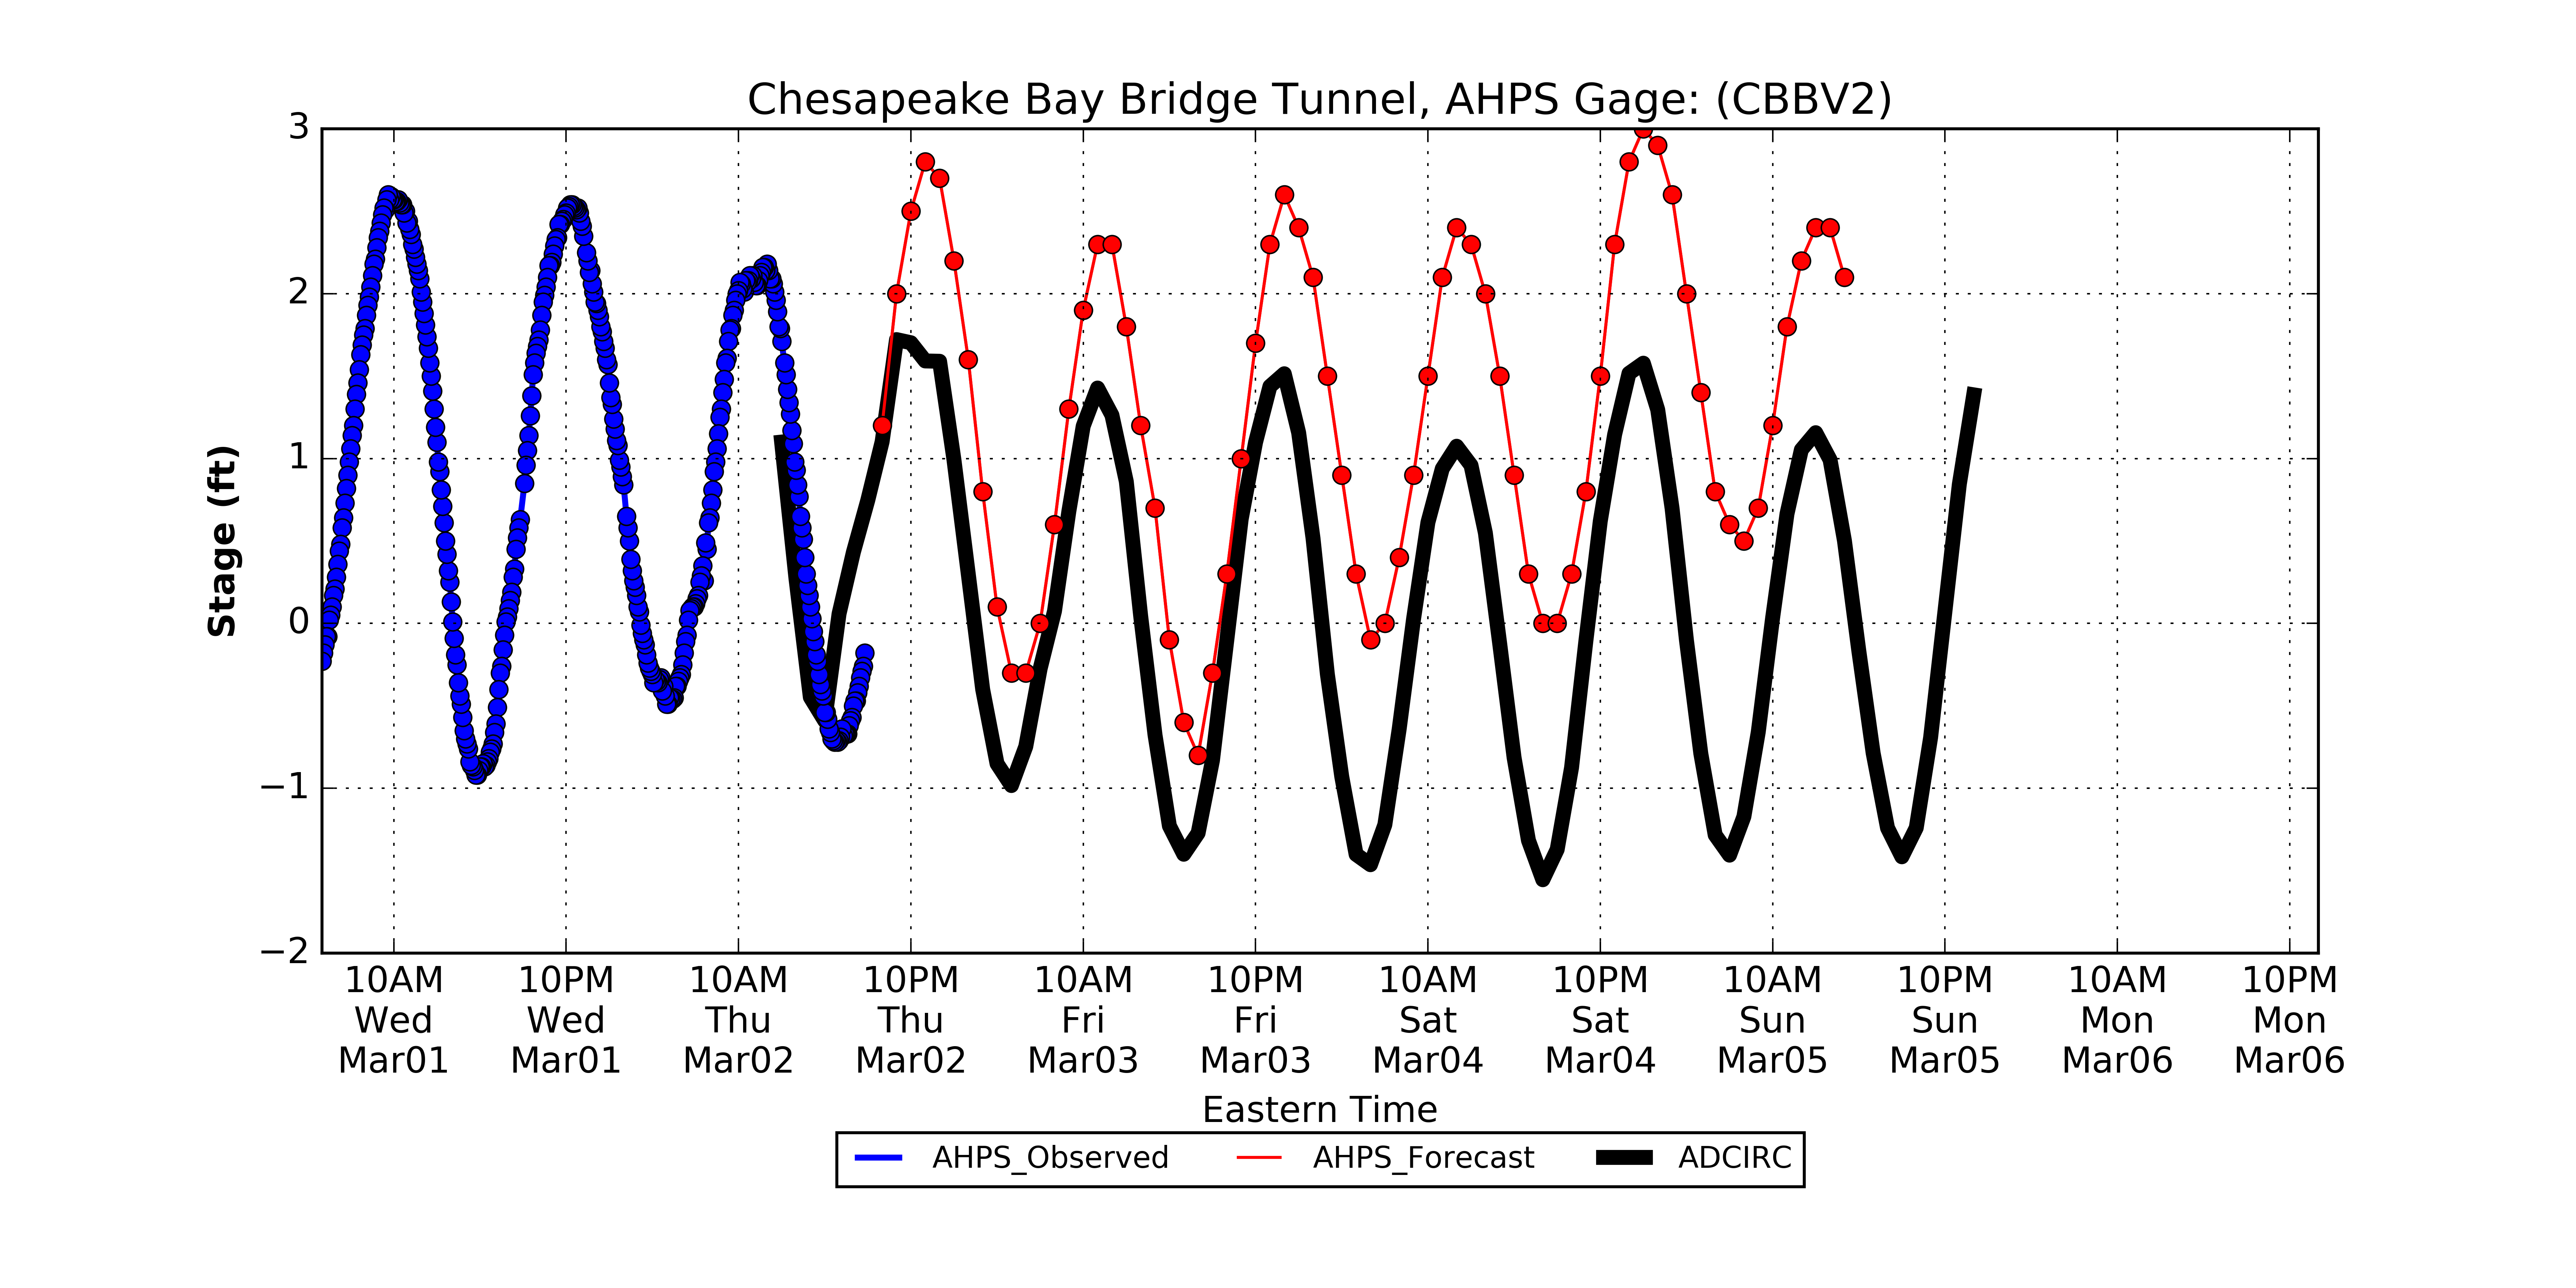 Chesapeake Bay Bridge Tunnel, AHPS Gage: (CBBV2)
3
2
1
0
−1
−2
Stage (ft)
10AM 10PM 10AM 10PM 10AM 10PM 10AM 10PM 10AM 10PM 10AM 10PM
Wed Wed Thu Thu Fri Fri Sat Sat Sun Sun Mon Mon
Mar01 Mar01 Mar02 Mar02 Mar03 Mar03 Mar04 Mar04 Mar05 Mar05 Mar06 Mar06
Eastern Time
AHPS_Observed AHPS_Forecast ADCIRC